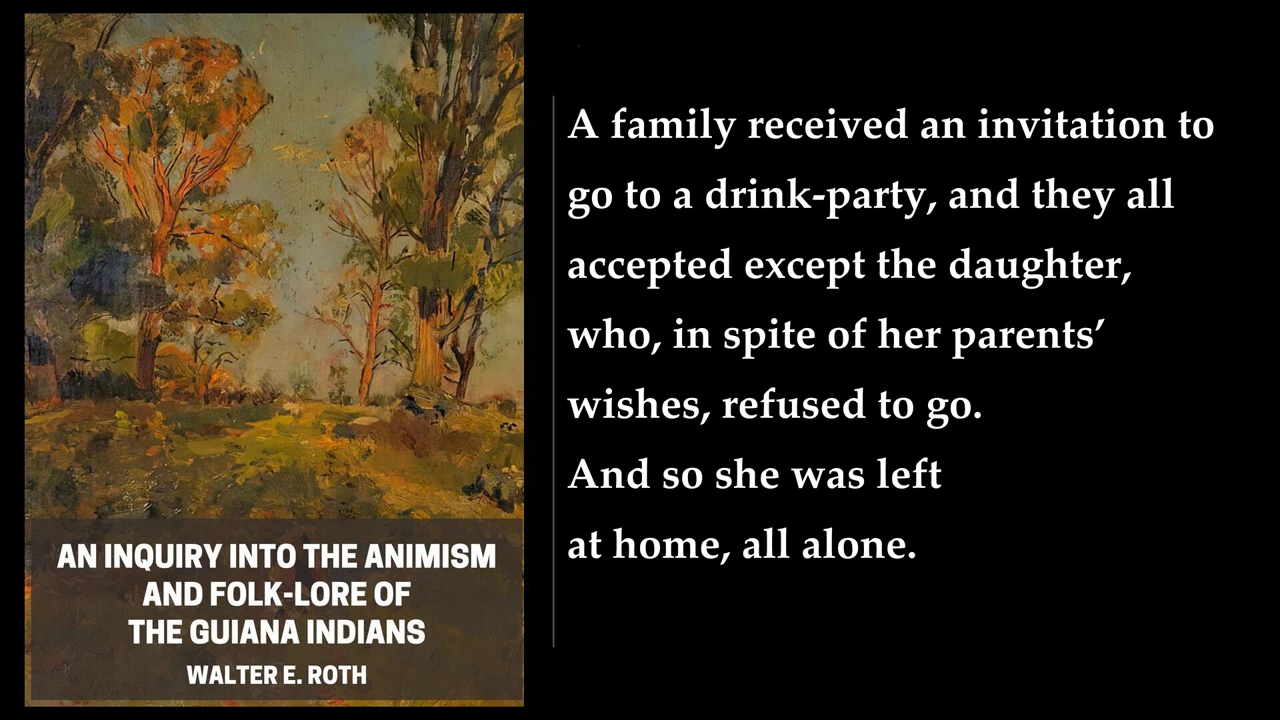 AN INQUIRY INTO THE ANIMISM
AND FOLK-LORE OF
THE GUIANA INDIANS
WALTER E. ROTH
A family received an invitation to
go to a drink-party, and they all
accepted except the daughter,
who, in spite of her parents’
wishes, refused to go.
And so she was left
at home, all alone.